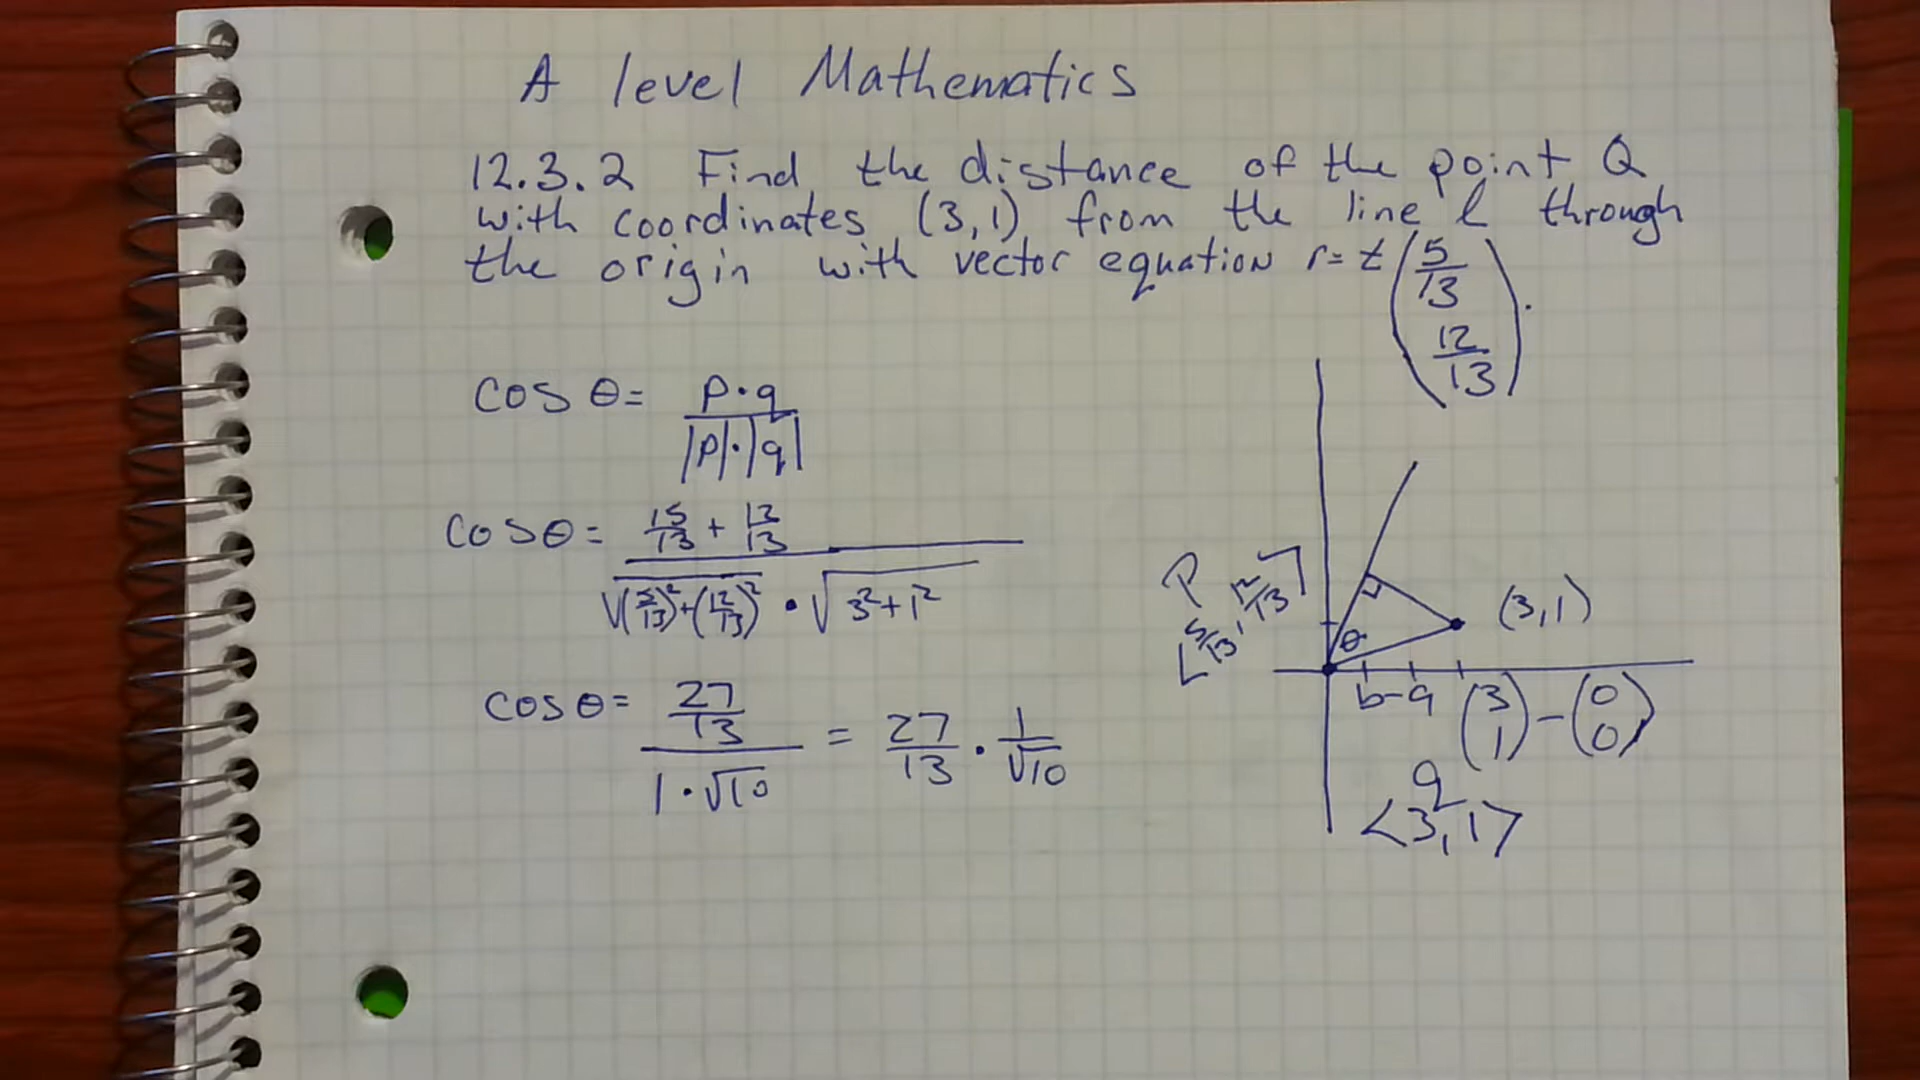 A level Mathematics
12.3.2 Find the distance of the point Q
with coordinates (3,1) from the line l through
the origin with vector equation r= t (5/13
12/13).
cos θ= p·q / |p|·|q|
cosθ= 15/13 + 12/13 / √(5/13)²+(12/13)² · √3²+1²
cosθ= 27/13 / 1·√10 = 27/13 · 1/√10
P
<5/13, 12/13>
θ
(3,1)
b-a (3 1) - (0 0)
q
<3,1>